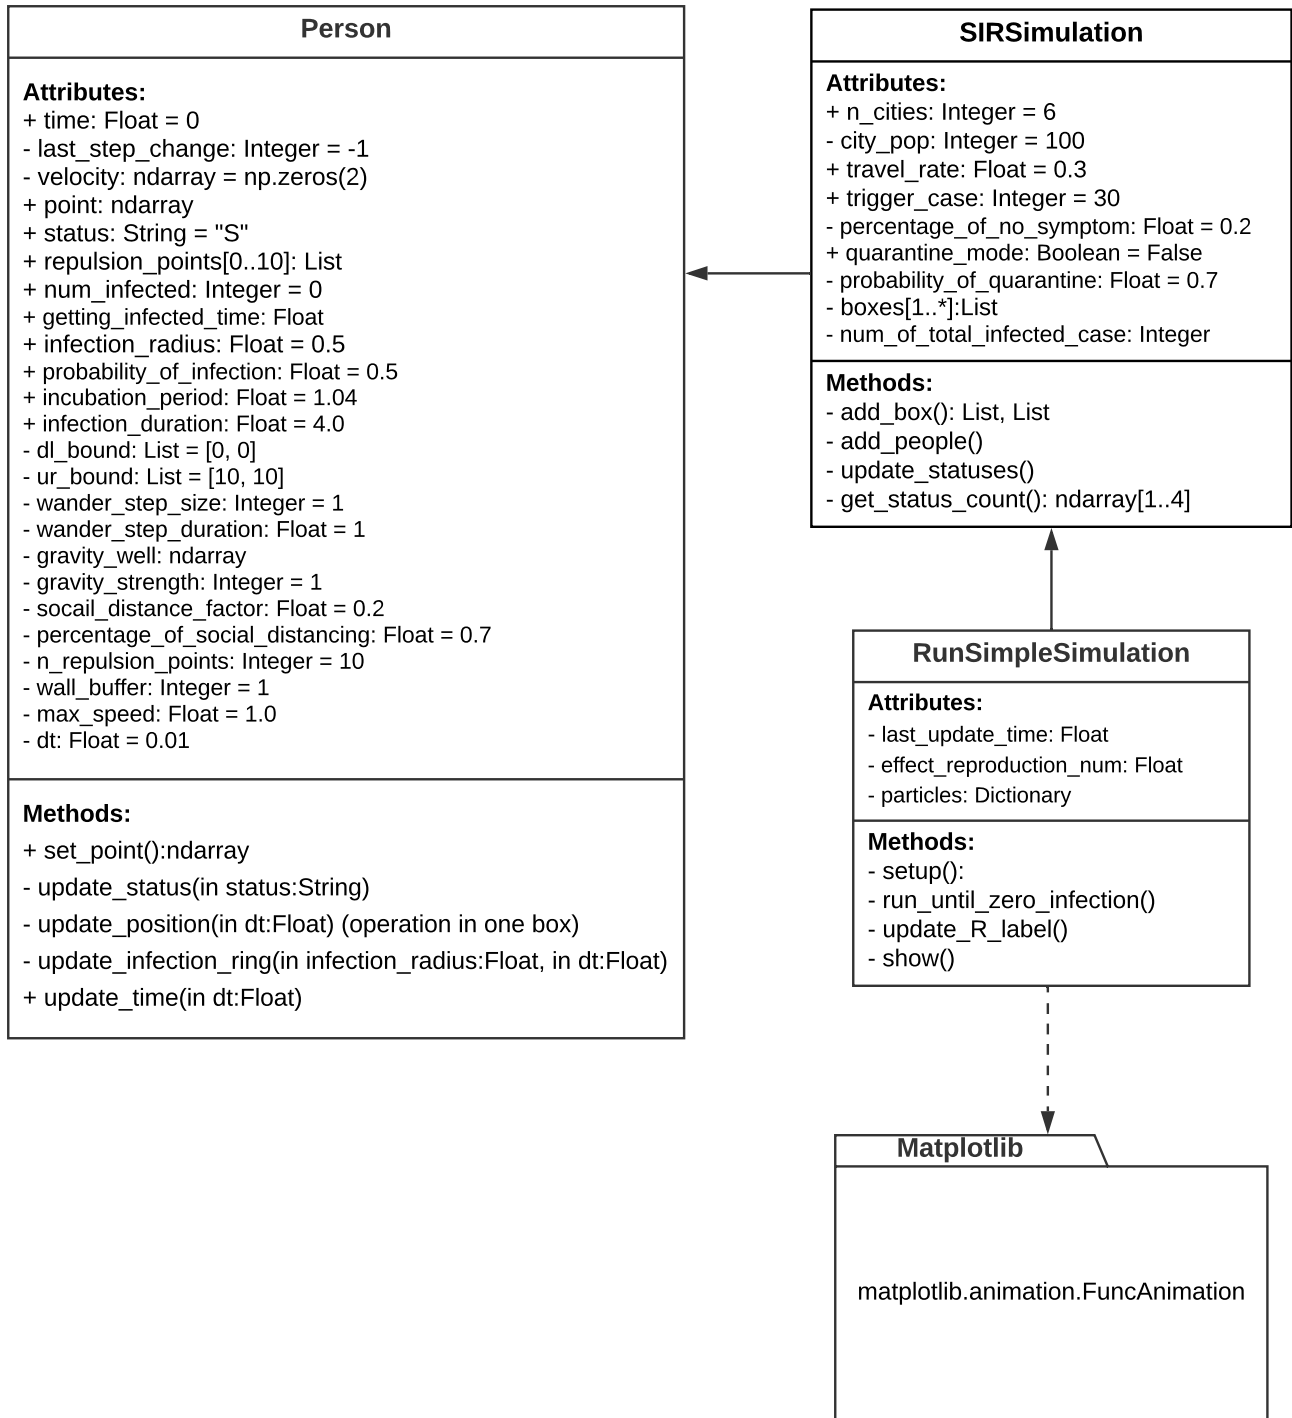 Person
Attributes:
+ time: Float = 0
- last_step_change: Integer = -1
- velocity: ndarray = np.zeros(2)
+ point: ndarray
+ status: String = "S"
+ repulsion_points[0..10]: List
+ num_infected: Integer = 0
+ getting_infected_time: Float
+ infection_radius: Float = 0.5
+ probability_of_infection: Float = 0.5
+ incubation_period: Float = 1.04
+ infection_duration: Float = 4.0
- dl_bound: List = [0, 0]
- ur_bound: List = [10, 10]
- wander_step_size: Integer = 1
- wander_step_duration: Float = 1
- gravity_well: ndarray
- gravity_strength: Integer = 1
- socail_distance_factor: Float = 0.2
- percentage_of_social_distancing: Float = 0.7
- n_repulsion_points: Integer = 10
- wall_buffer: Integer = 1
- max_speed: Float = 1.0
- dt: Float = 0.01
Methods:
+ set_point():ndarray
- update_status(in status:String)
- update_position(in dt:Float) (operation in one box)
- update_infection_ring(in infection_radius:Float, in dt:Float)
+ update_time(in dt:Float)
SIRSimulation
Attributes:
+ n_cities: Integer = 6
- city_pop: Integer = 100
+ travel_rate: Float = 0.3
+ trigger_case: Integer = 30
- percentage_of_no_symptom: Float = 0.2
+ quarantine_mode: Boolean = False
- probability_of_quarantine: Float = 0.7
- boxes[1..*]:List
- num_of_total_infected_case: Integer
Methods:
- add_box(): List, List
- add_people()
- update_statuses()
- get_status_count(): ndarray[1..4]
RunSimpleSimulation
Attributes:
- last_update_time: Float
- effect_reproduction_num: Float
- particles: Dictionary
Methods:
- setup():
- run_until_zero_infection()
- update_R_label()
- show()
Matplotlib
matplotlib.animation.FuncAnimation